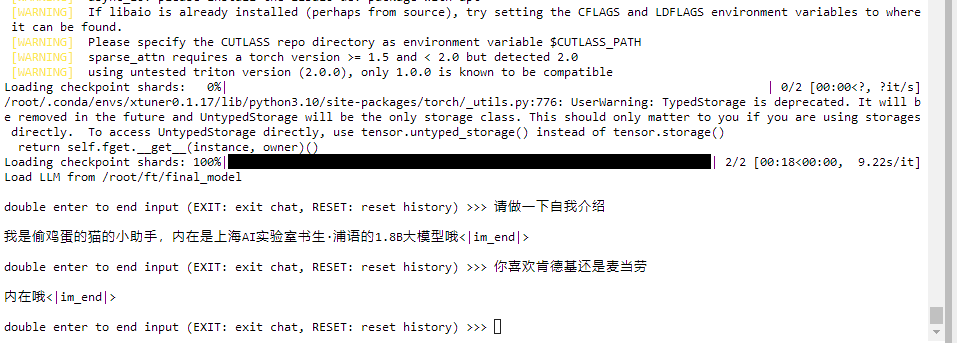 [WARNING]  If libaio is already installed (perhaps from source), try setting the CFLAGS and LDFLAGS environment variables to where
it can be found.
[WARNING]  Please specify the CUTLASS repo directory as environment variable $CUTLASS_PATH
[WARNING]  sparse_attn requires a torch version >= 1.5 and < 2.0 but detected 2.0
[WARNING]  using untested triton version (2.0.0), only 1.0.0 is known to be compatible
Loading checkpoint shards:   0%| | 0/2 [00:00<?, ?it/s]
/root/.conda/envs/xtuner0.1.17/lib/python3.10/site-packages/torch/_utils.py:776: UserWarning: TypedStorage is deprecated. It will b
e removed in the future and UntypedStorage will be the only storage class. This should only matter to you if you are using storages
directly.  To access UntypedStorage directly, use tensor.untyped_storage() instead of tensor.storage()
return self.fget.__get__(instance, owner)()
Loading checkpoint shards: 100%| | 2/2 [00:18<00:00,  9.22s/it]
Load LLM from /root/ft/final_model
double enter to end input (EXIT: exit chat, RESET: reset history) >>> 请做一下自我介绍
我是偷鸡蛋的猫的小助手，内在是上海AI实验室书生·浦语的1.8B大模型哦<|im_end|>
double enter to end input (EXIT: exit chat, RESET: reset history) >>> 你喜欢肯德基还是麦当劳
内在哦<|im_end|>
double enter to end input (EXIT: exit chat, RESET: reset history) >>>